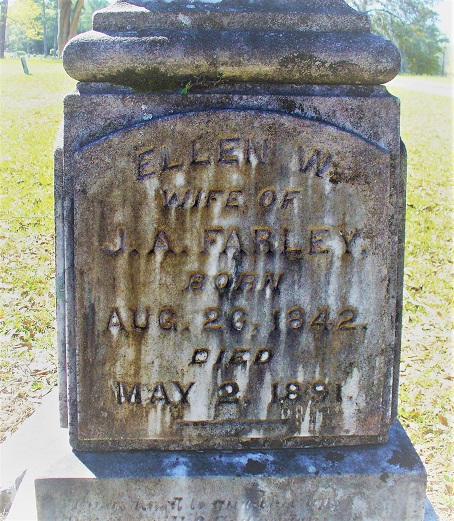 ELLEN W.
WIFE OF
J. A. FARLEY.
BORN
AUG. 26, 1842.
DIED
MAY 2, 1891.